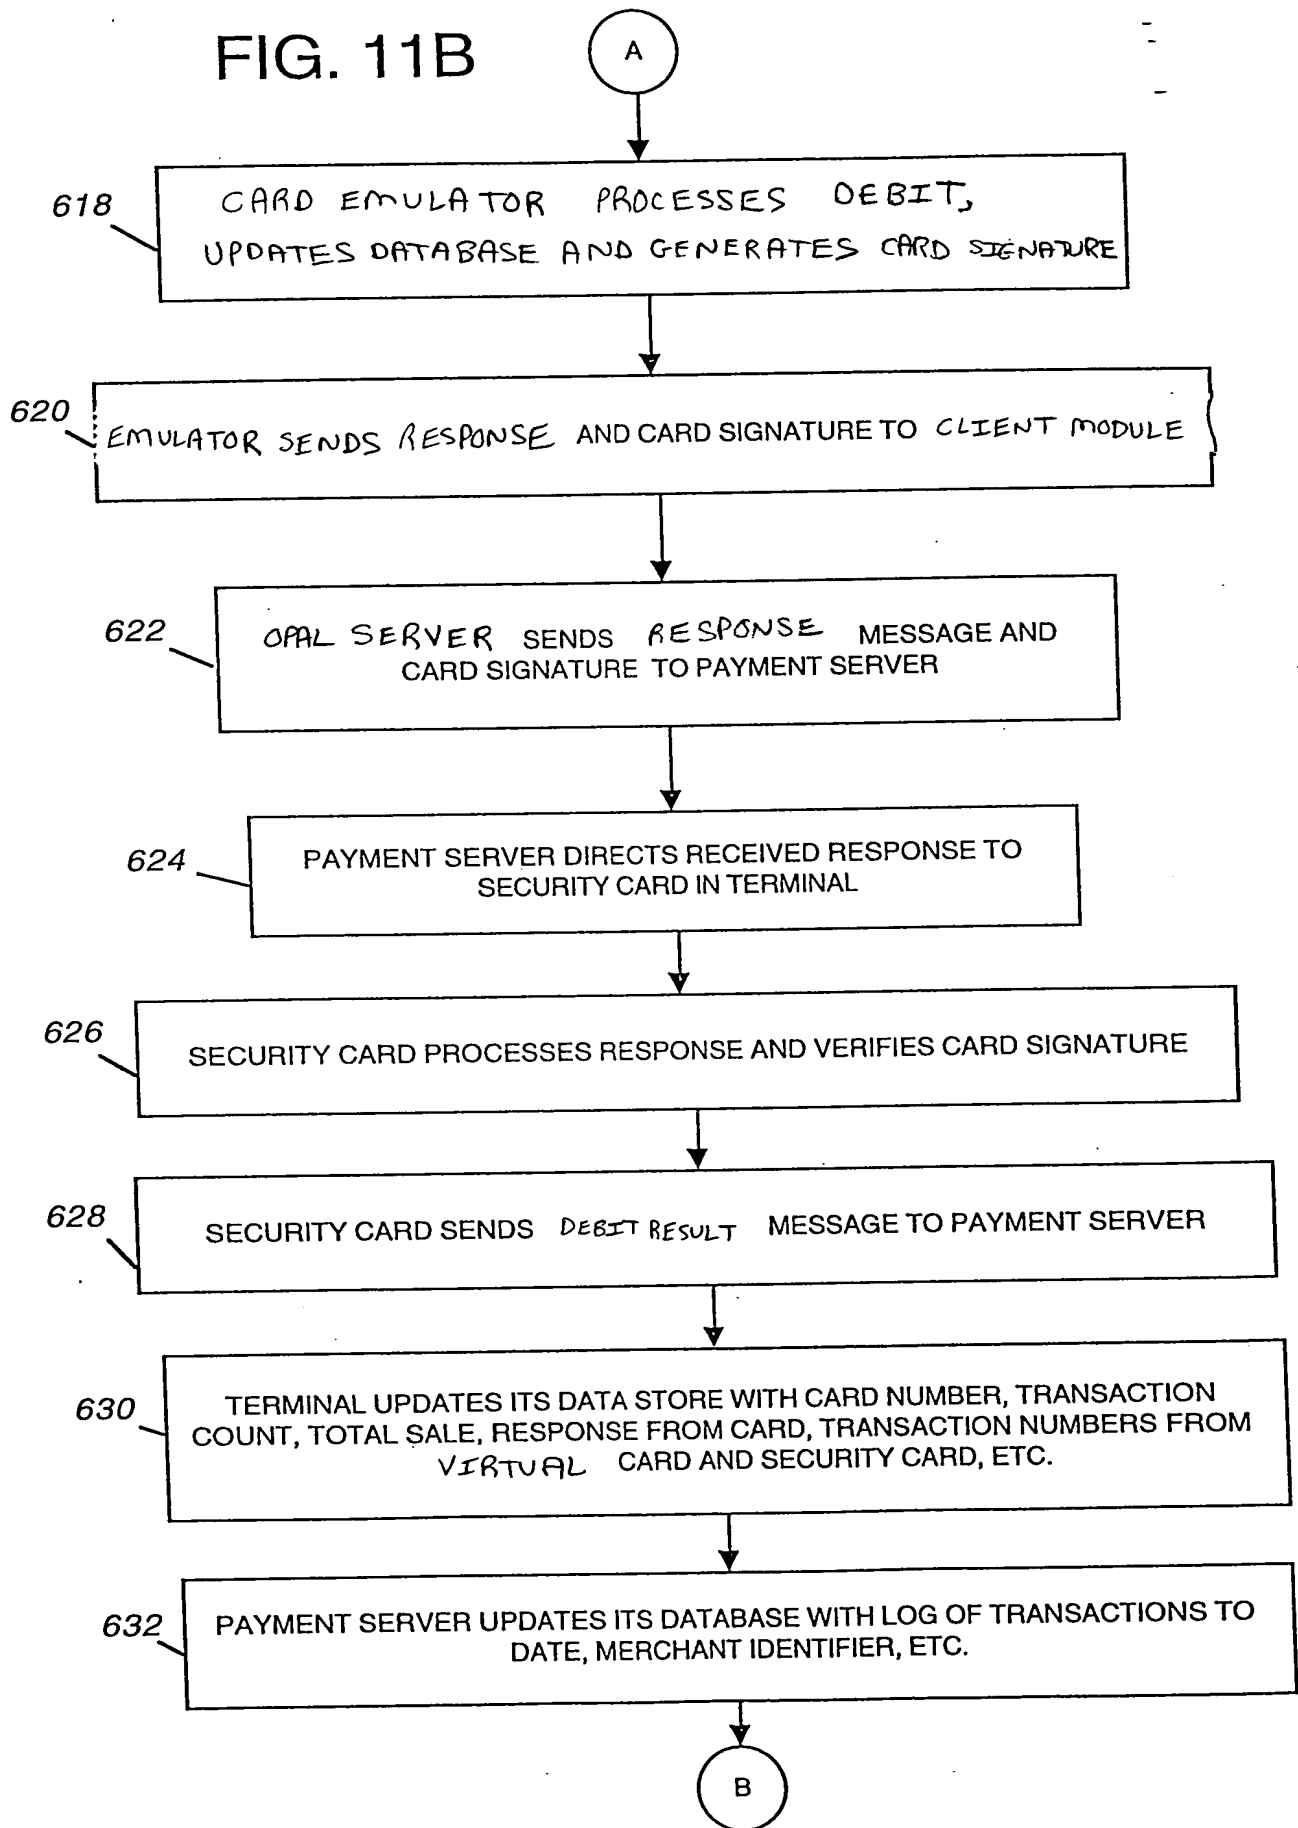 FIG. 11B
A
618
CARD EMULATOR PROCESSES DEBIT,
UPDATES DATABASE AND GENERATES CARD SIGNATURE
620
EMULATOR SENDS RESPONSE AND CARD SIGNATURE TO CLIENT MODULE
622
OPAL SERVER SENDS RESPONSE MESSAGE AND
CARD SIGNATURE TO PAYMENT SERVER
624
PAYMENT SERVER DIRECTS RECEIVED RESPONSE TO
SECURITY CARD IN TERMINAL
626
SECURITY CARD PROCESSES RESPONSE AND VERIFIES CARD SIGNATURE
628
SECURITY CARD SENDS DEBIT RESULT MESSAGE TO PAYMENT SERVER
630
TERMINAL UPDATES ITS DATA STORE WITH CARD NUMBER, TRANSACTION
COUNT, TOTAL SALE, RESPONSE FROM CARD, TRANSACTION NUMBERS FROM
VIRTUAL CARD AND SECURITY CARD, ETC.
632
PAYMENT SERVER UPDATES ITS DATABASE WITH LOG OF TRANSACTIONS TO
DATE, MERCHANT IDENTIFIER, ETC.
B